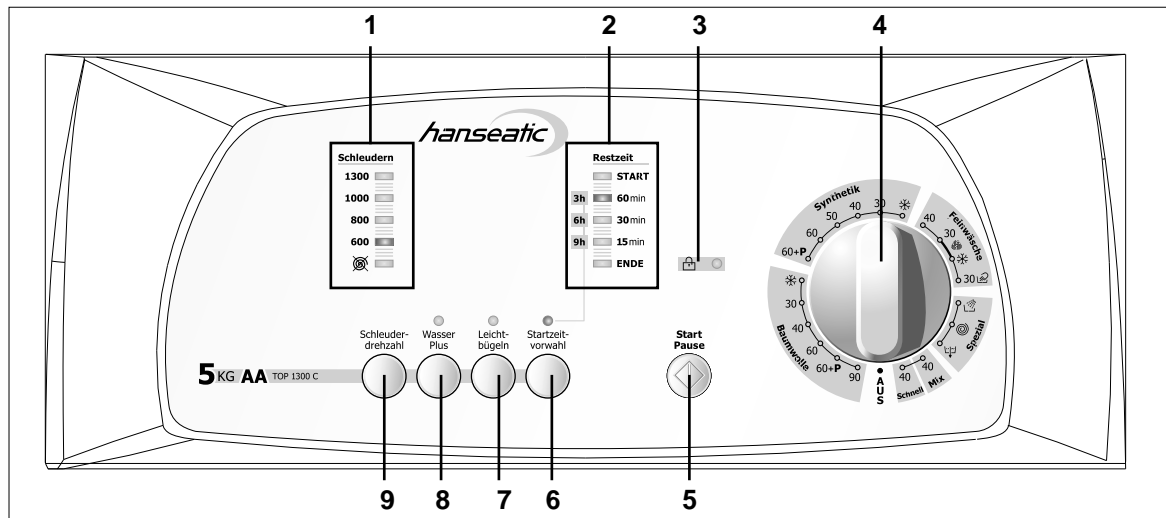 1 2 3 4
hanseatic
Schleudern
1300
1000
800
600
Restzeit
START
3h 60min
6h 30min
9h 15min
ENDE
Schleuder-
drehzahl
Wasser
Plus
Leicht-
bügeln
Startzeit-
vorwahl
Start
Pause
5 KG AA TOP 1300 C
Synthetik
60+P
60
50
40
30
Feinwäsche
40
30
30
Spezial
Mix
40
Schnell
40
AUS
Baumwolle
30
40
60
60+P
90
9 8 7 6 5